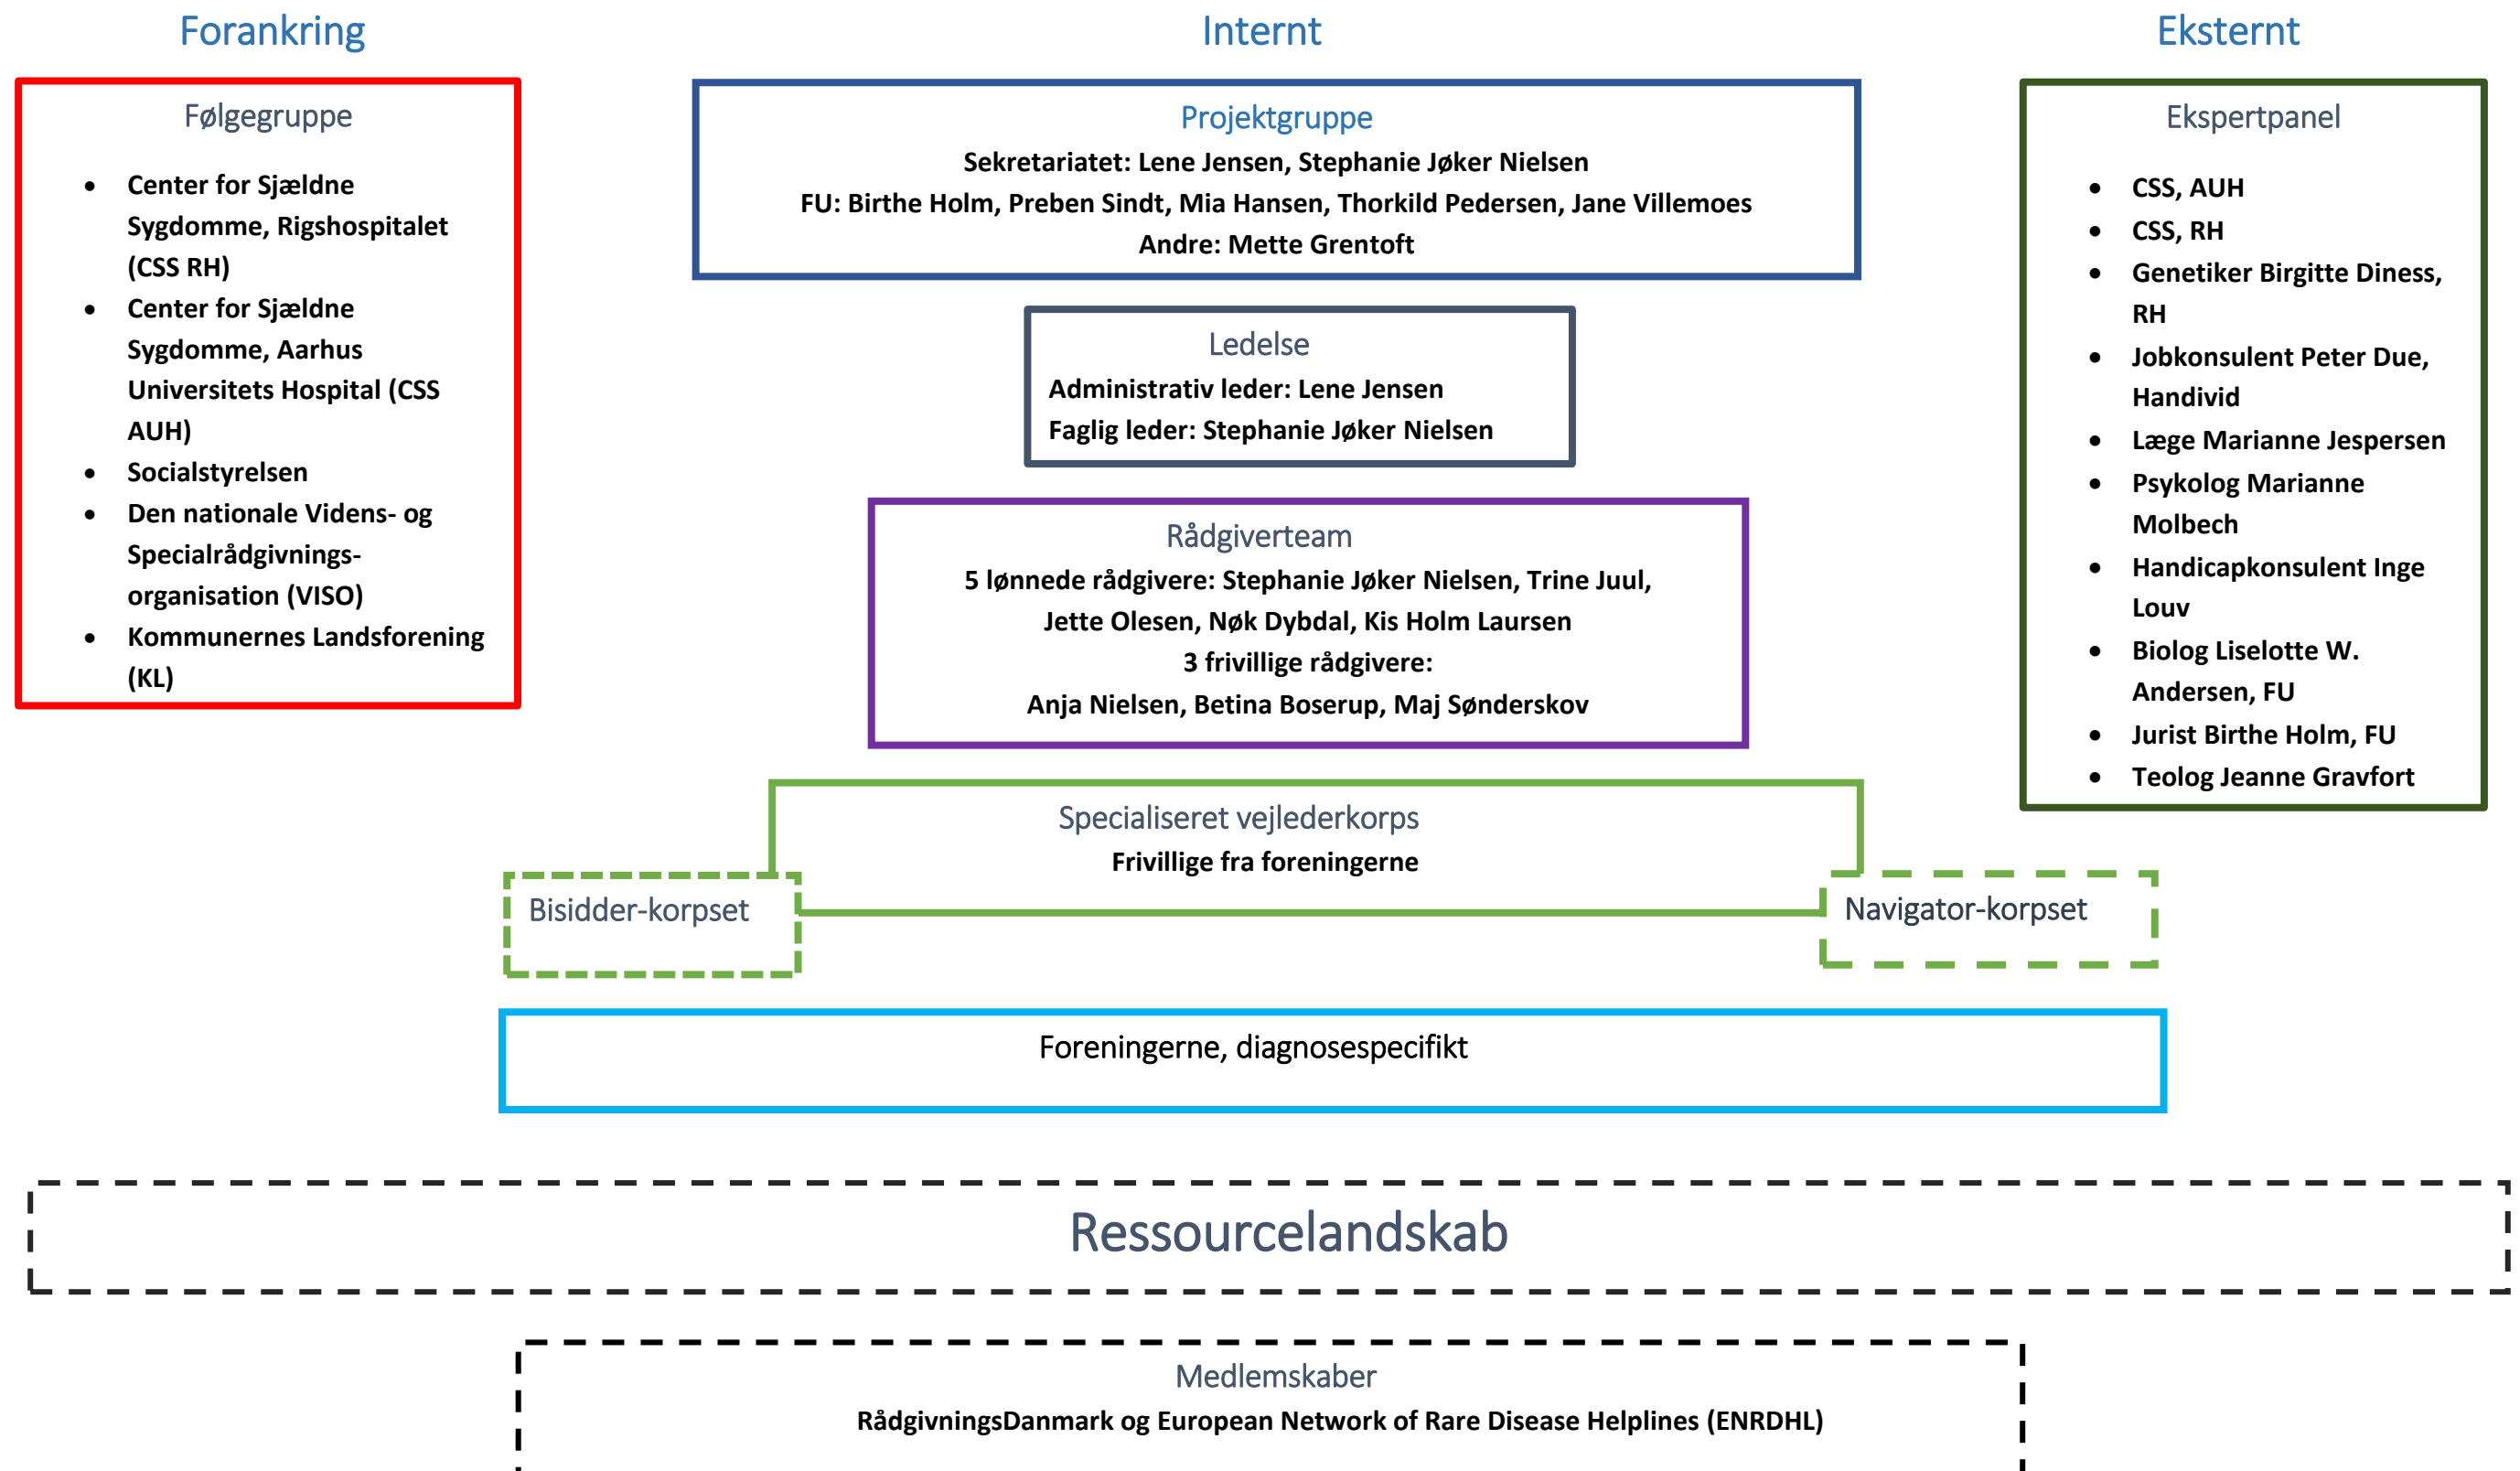 Forankring
Følgegruppe
• Center for Sjældne
Sygdomme, Rigshospitalet
(CSS RH)
• Center for Sjældne
Sygdomme, Aarhus
Universitets Hospital (CSS
AUH)
• Socialstyrelsen
• Den nationale Videns- og
Specialrådgivnings-
organisation (VISO)
• Kommunernes Landsforening
(KL)
Internt
Projektgruppe
Sekretariatet: Lene Jensen, Stephanie Jøker Nielsen
FU: Birthe Holm, Preben Sindt, Mia Hansen, Thorkild Pedersen, Jane Villemoes
Andre: Mette Grentoft
Ledelse
Administrativ leder: Lene Jensen
Faglig leder: Stephanie Jøker Nielsen
Rådgiverteam
5 lønnede rådgivere: Stephanie Jøker Nielsen, Trine Juul,
Jette Olesen, Nøk Dybdal, Kis Holm Laursen
3 frivillige rådgivere:
Anja Nielsen, Betina Boserup, Maj Sønderskov
Specialiseret vejlederkorps
Frivillige fra foreningerne
Bisidder-korpset
Navigator-korpset
Foreningerne, diagnosespecifikt
Eksternt
Ekspertpanel
• CSS, AUH
• CSS, RH
• Genetiker Birgitte Diness,
RH
• Jobkonsulent Peter Due,
Handivid
• Læge Marianne Jespersen
• Psykolog Marianne
Molbech
• Handicapkonsulent Inge
Louv
• Biolog Liselotte W.
Andersen, FU
• Jurist Birthe Holm, FU
• Teolog Jeanne Gravfort
Ressourcelandskab
Medlemskaber
RådgivningsDanmark og European Network of Rare Disease Helplines (ENRDHL)